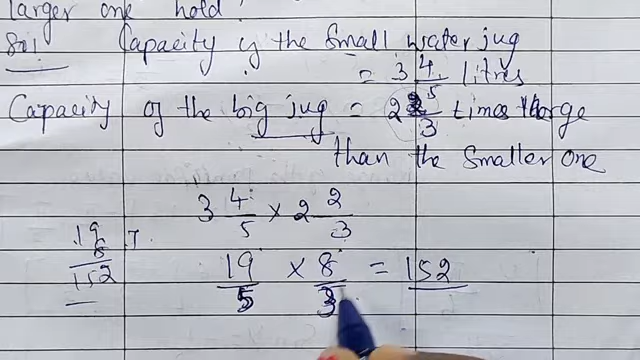 larger one hold?
Sol Capacity of the Small water jug
= 3 4/5 litres
Capacity of the big jug = 2 2/3 times large
than the Smaller one
3 4/5 × 2 2/3
19
8
152
19/5 × 8/3 = 152